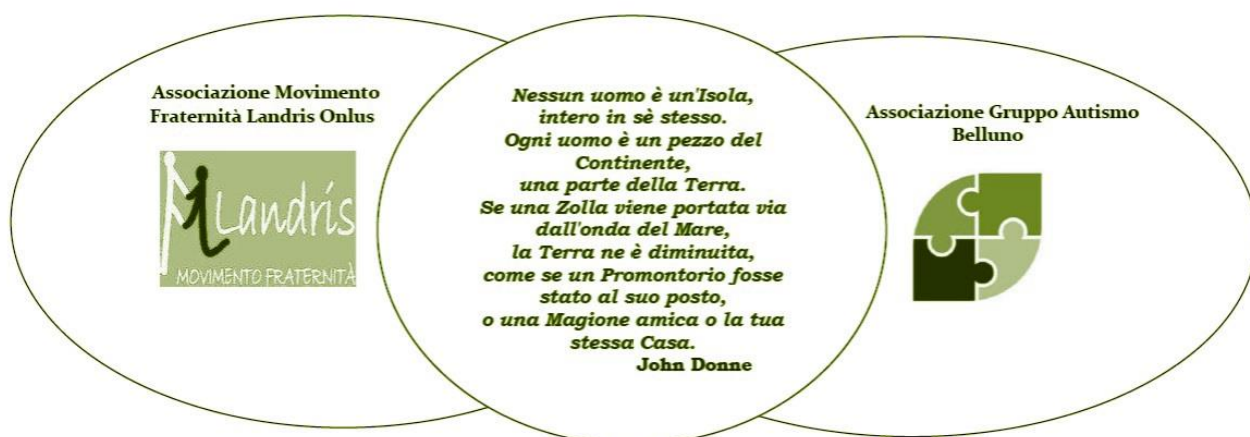 Associazione Movimento
Fraternità Landris Onlus
Landris
MOVIMENTO FRATERNITÀ
Nessun uomo è un'Isola,
intero in sè stesso.
Ogni uomo è un pezzo del
Continente,
una parte della Terra.
Se una Zolla viene portata via
dall'onda del Mare,
la Terra ne è diminuita,
come se un Promontorio fosse
stato al suo posto,
o una Magione amica o la tua
stessa Casa.
John Donne
Associazione Gruppo Autismo
Belluno